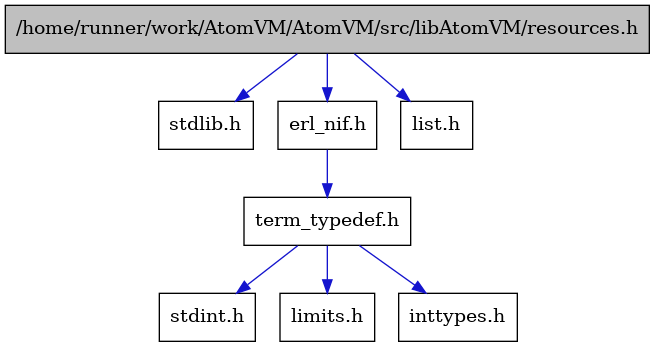 /home/runner/work/AtomVM/AtomVM/src/libAtomVM/resources.h
stdlib.h
erl_nif.h
list.h
term_typedef.h
stdint.h
limits.h
inttypes.h